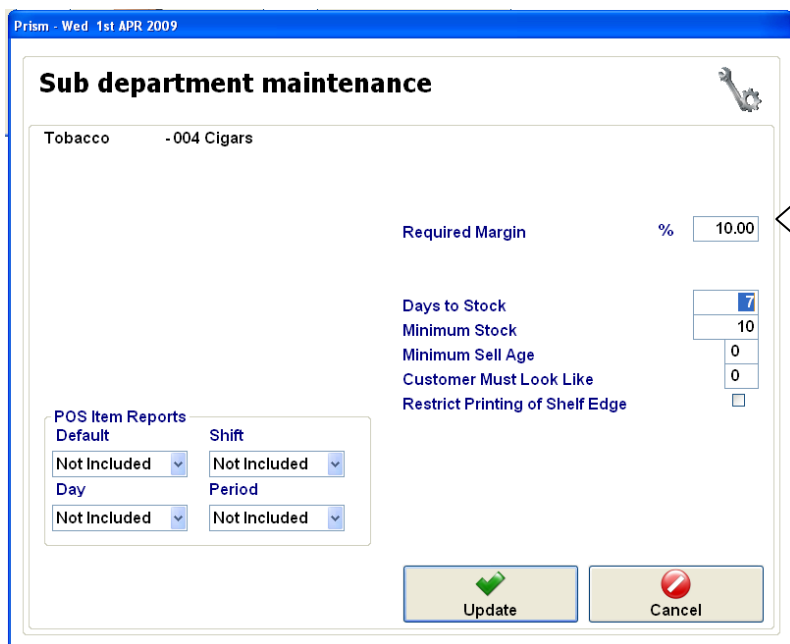 Prism - Wed 1st APR 2009
Sub department maintenance
Tobacco - 004 Cigars
Required Margin % 10.00
Days to Stock 7
Minimum Stock 10
Minimum Sell Age 0
Customer Must Look Like 0
Restrict Printing of Shelf Edge
POS Item Reports
Default Shift
Not Included Not Included
Day Period
Not Included Not Included
Update Cancel